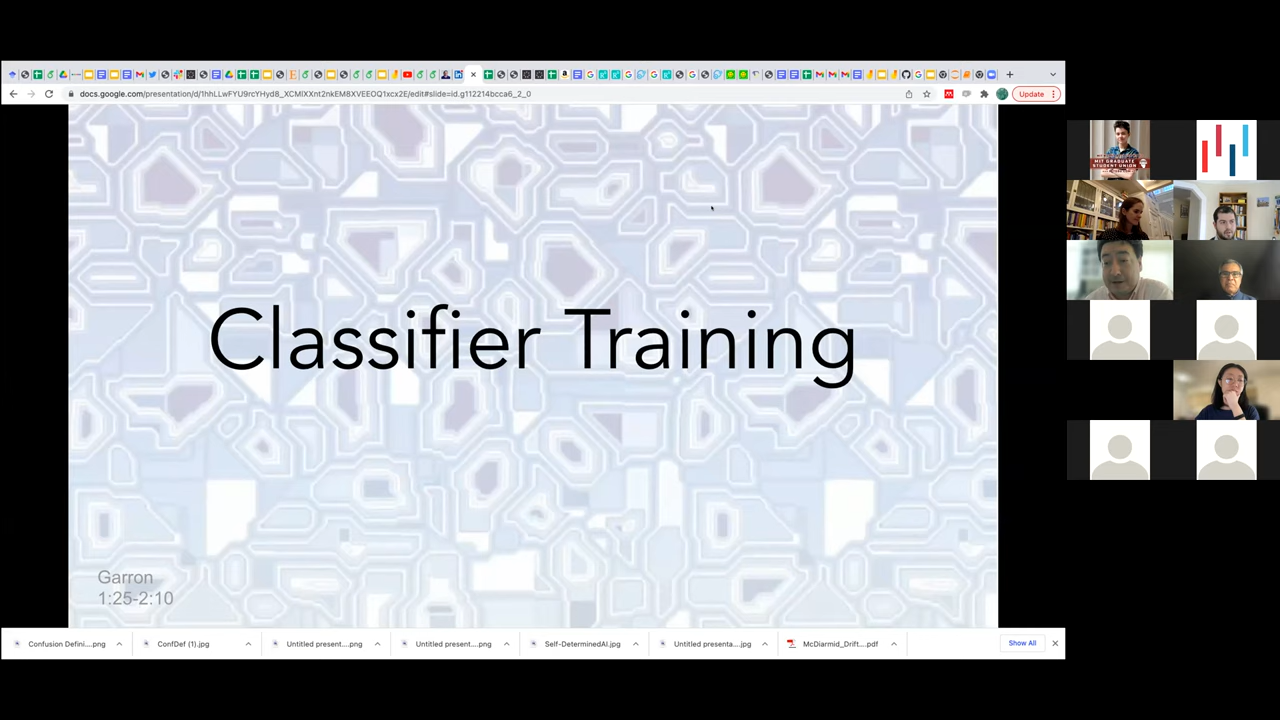 docs.google.com/presentation/d/1hhLLwFYU9rcYHyd8_XCMIXXnt2nkEM8XVEEOQ1xcx2E/edit#slide=id.g112214bcca6_2_0
Update
MIT GRADUATE
STUDENT UNION
Classifier Training
Garron
1:25-2:10
Confusion Defini....png
ConfDef (1).jpg
Untitled present....png
Untitled present....png
Self-DeterminedAI.jpg
Untitled presenta....jpg
McDiarmid_Drift....pdf
Show All